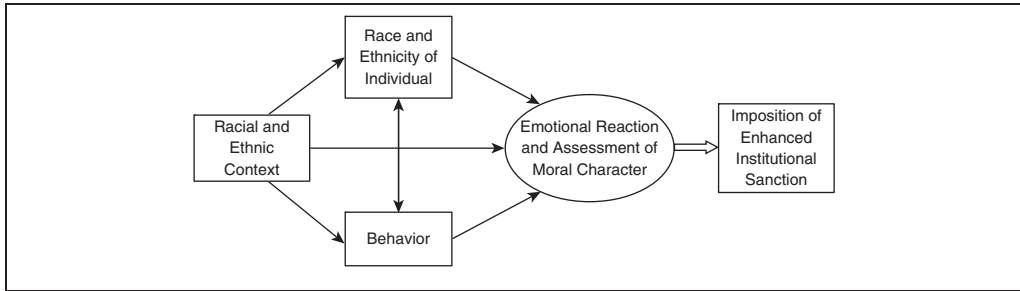 Race and
Ethnicity of
Individual
Racial and
Ethnic
Context
Emotional Reaction
and Assessment of
Moral Character
Imposition of
Enhanced
Institutional
Sanction
Behavior